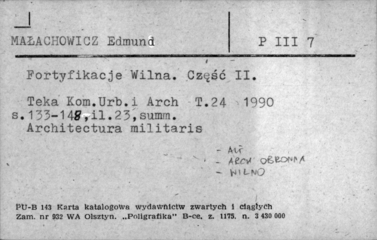 MAŁACHOWICZ Edmund P III 7
Fortyfikacje Wilna. Część II.
Teka Kom.Urb.i Arch T.24 1990
s.133-148,il.23,summ.
Architectura militaris
- ALF
- ARCH OBRONNA
- WILNO
PU-B 143 Karta katalogowa wydawnictw zwartych i ciągłych
Zam. nr 932 WA Olsztyn. „Poligrafika” B-ce, z. 1175, n. 3 450 000